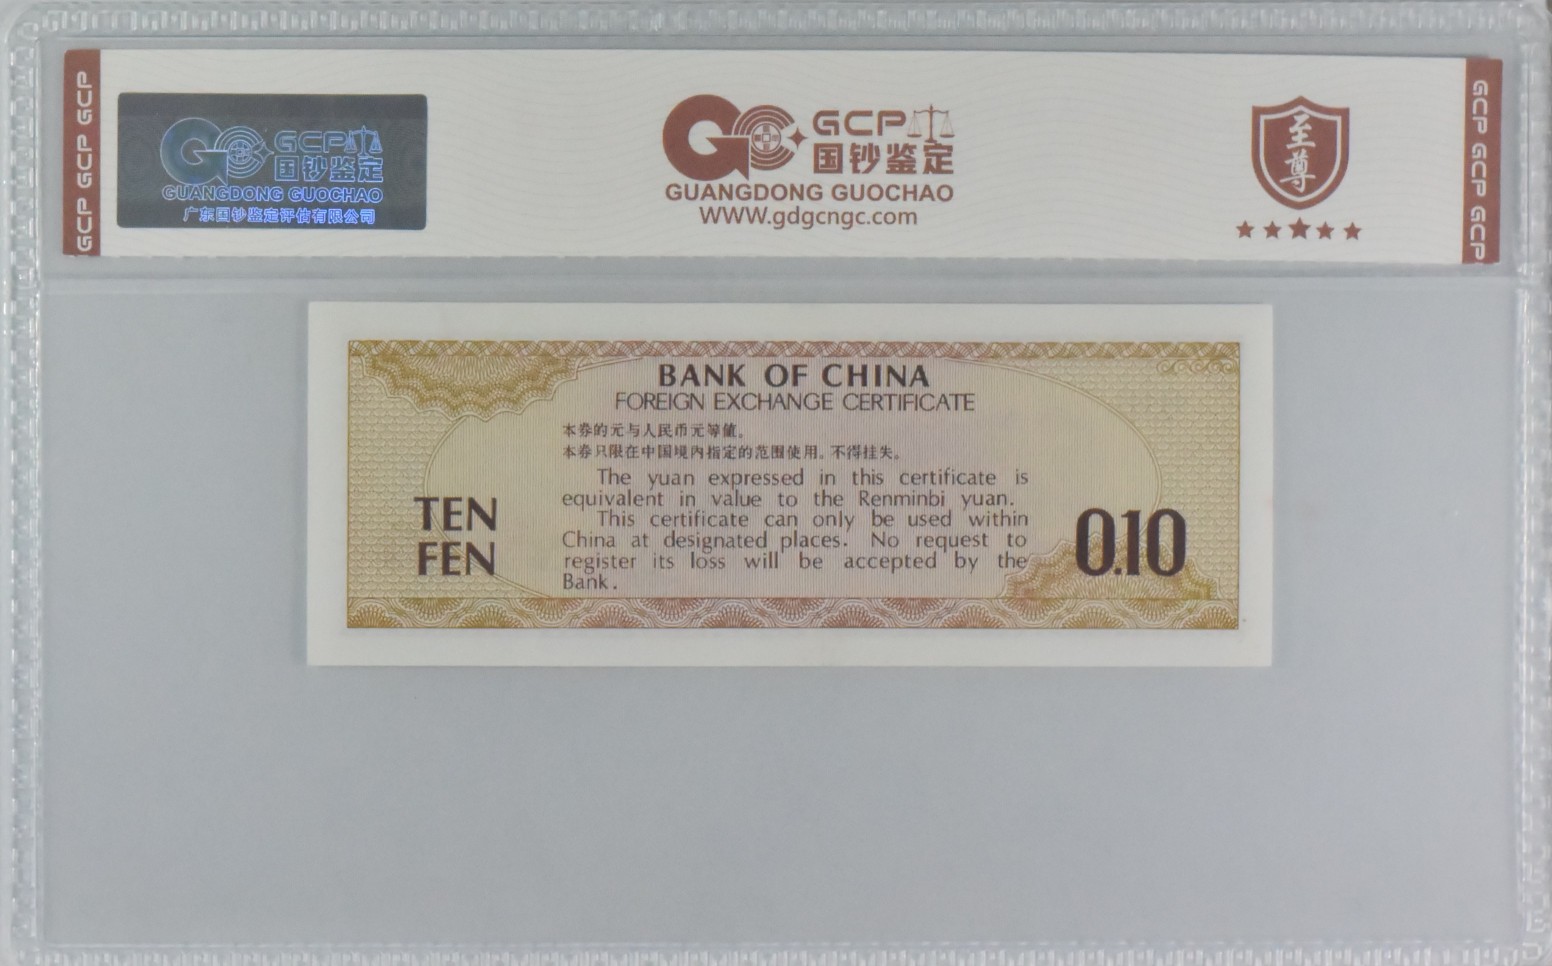 GCP GCP GCP
GCP
国钞鉴定
GUANGDONG GUOCHAO
广东国钞鉴定评估有限公司
GCP
国钞鉴定
GUANGDONG GUOCHAO
WWW.gdgcngc.com
至尊
GCP GCP GCP
BANK OF CHINA
FOREIGN EXCHANGE CERTIFICATE
本券的元与人民币元等值。
本券只限在中国境内指定的范围使用。不得挂失。
The yuan expressed in this certificate is
equivalent in value to the Renminbi yuan.
This certificate can only be used within
China at designated places. No request to
register its loss will be accepted by the
Bank.
TEN
FEN
0.10